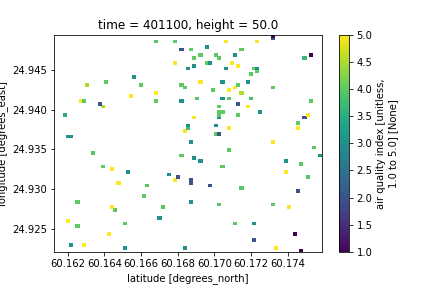 time = 401100, height = 50.0
24.945
24.940
24.935
24.930
24.925
longitude [degrees_east]
60.162 60.164 60.166 60.168 60.170 60.172 60.174
latitude [degrees_north]
5.0
4.5
4.0
3.5
3.0
2.5
2.0
1.5
1.0
air quality index [unitless,
1.0 to 5.0] [None]